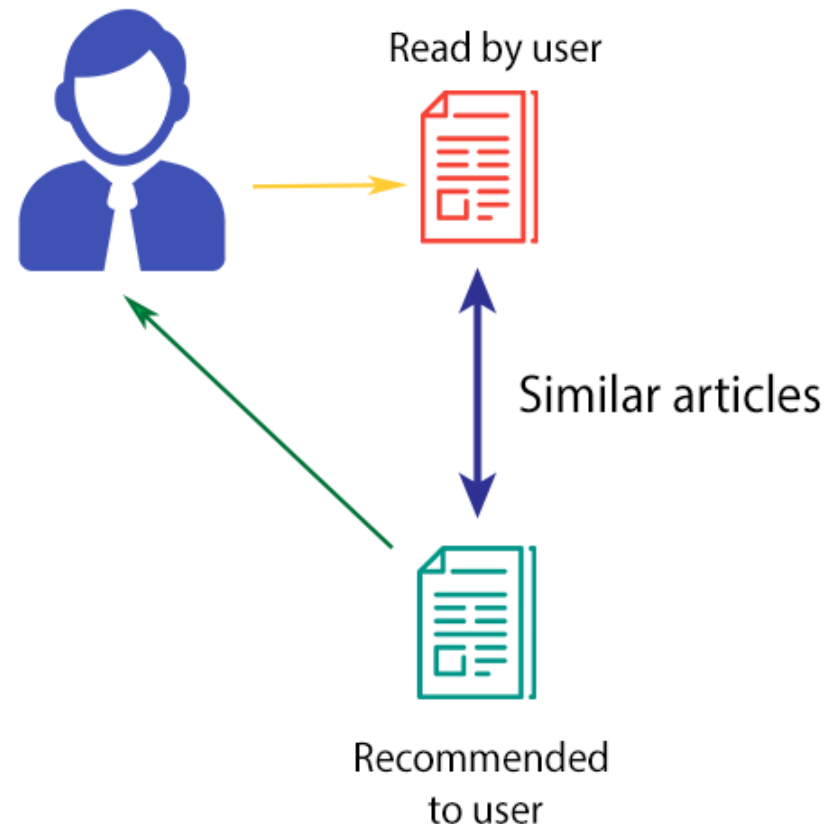 Read by user
Similar articles
Recommended
to user